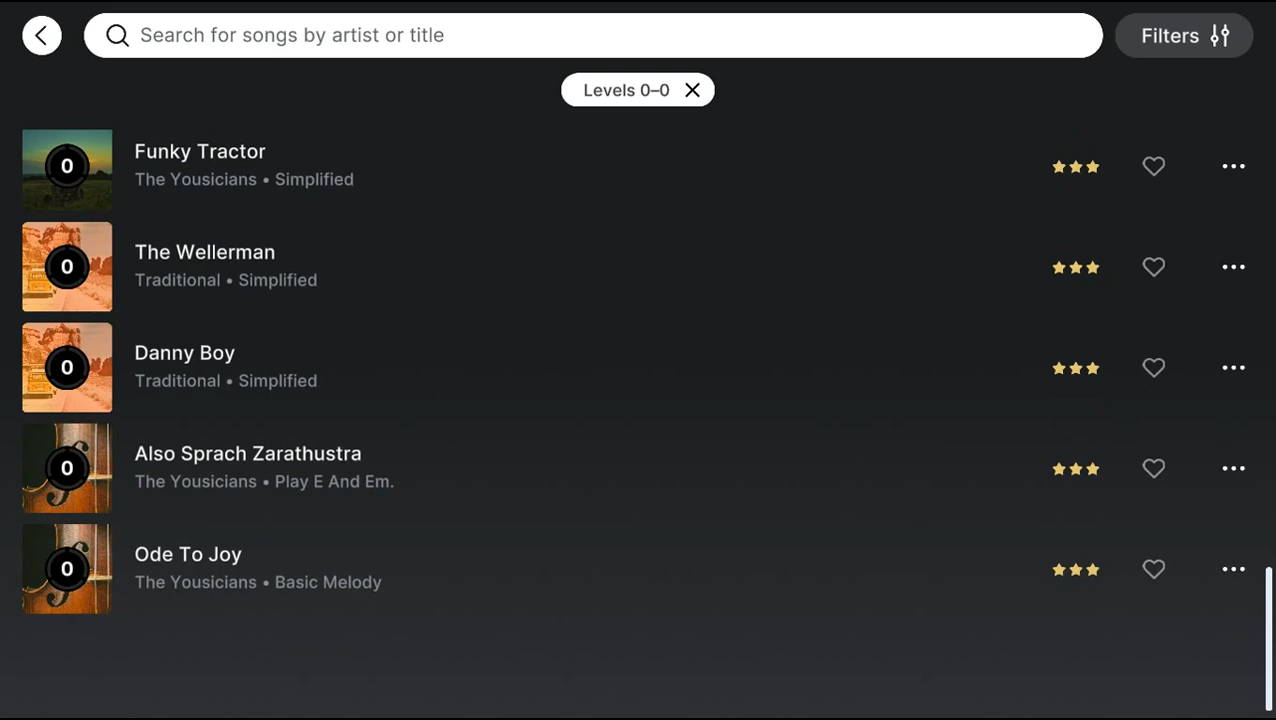 Search for songs by artist or title
Filters
Levels 0–0
0
Funky Tractor
The Yousicians • Simplified
0
The Wellerman
Traditional • Simplified
0
Danny Boy
Traditional • Simplified
0
Also Sprach Zarathustra
The Yousicians • Play E And Em.
0
Ode To Joy
The Yousicians • Basic Melody